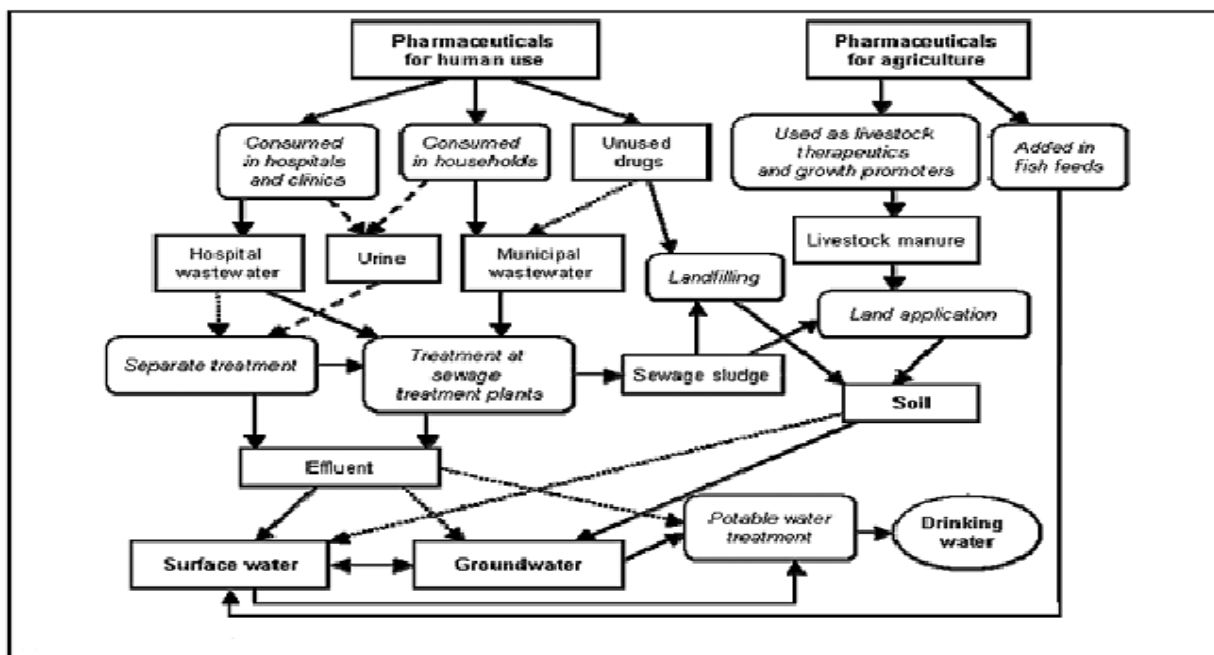 Pharmaceuticals
for human use
Pharmaceuticals
for agriculture
Consumed
in hospitals
and clinics
Consumed
in households
Unused
drugs
Used as livestock
therapeutics
and growth promoters
Added in
fish feeds
Hospital
wastewater
Urine
Municipal
wastewater
Livestock manure
Landfilling
Land application
Separate treatment
Treatment at
sewage
treatment plants
Sewage sludge
Soil
Effluent
Potable water
treatment
Drinking
water
Surface water
Groundwater